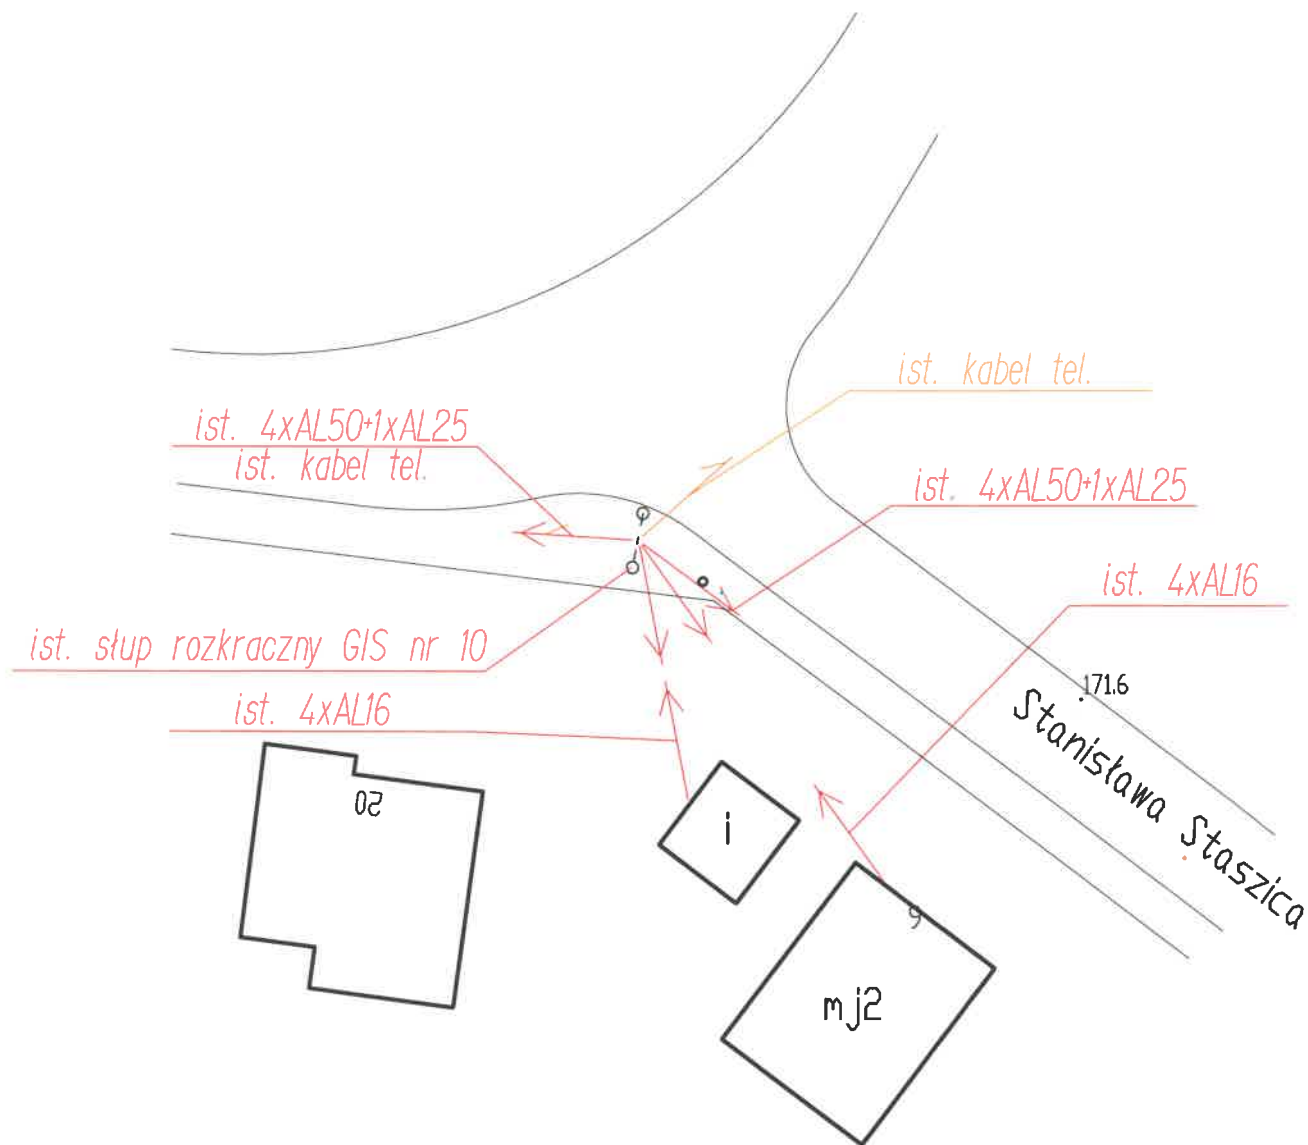 ist. kabel tel.
ist. 4xAL50+1xAL25
ist. kabel tel.
ist. 4xAL50+1xAL25
ist. 4xAL16
ist. słup rozkraczny GIS nr 10
171.6
ist. 4xAL16
Stanisława Staszica
20
i
9
mj2